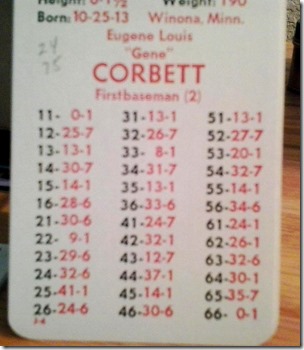 Height: 6-1½ Weight: 190
Born: 10-25-13 Winona, Minn.
Eugene Louis
"Gene"
24
75
CORBETT
Firstbaseman (2)
11- 0-1 31-13-1 51-13-1
12-25-7 32-26-7 52-27-7
13-13-1 33- 8-1 53-20-1
14-30-7 34-31-7 54-32-7
15-14-1 35-13-1 55-14-1
16-28-6 36-33-6 56-34-6
21-30-6 41-24-7 61-24-1
22- 9-1 42-32-1 62-26-1
23-29-6 43-12-7 63-32-6
24-32-6 44-37-1 64-30-1
25-41-1 45-14-1 65-35-7
26-24-6 46-30-6 66- 0-1